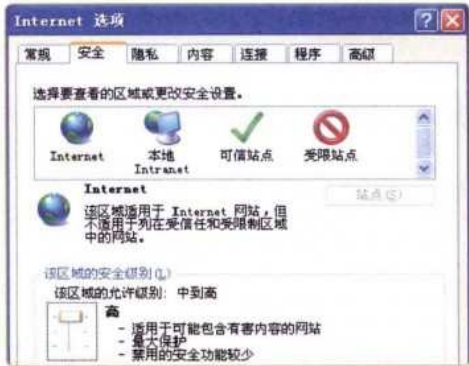 Internet 选项
常规 安全 隐私 内容 连接 程序 高级
选择要查看的区域或更改安全设置。
Internet 本地 Intranet 可信站点 受限站点
Internet
站点(S)
该区域适用于 Internet 网站，但
不适用于列在受信任和受限制区域
中的网站。
该区域的安全级别(L)
该区域的允许级别: 中到高
高
- 适用于可能包含有害内容的网站
- 最大保护
- 禁用的安全功能较少